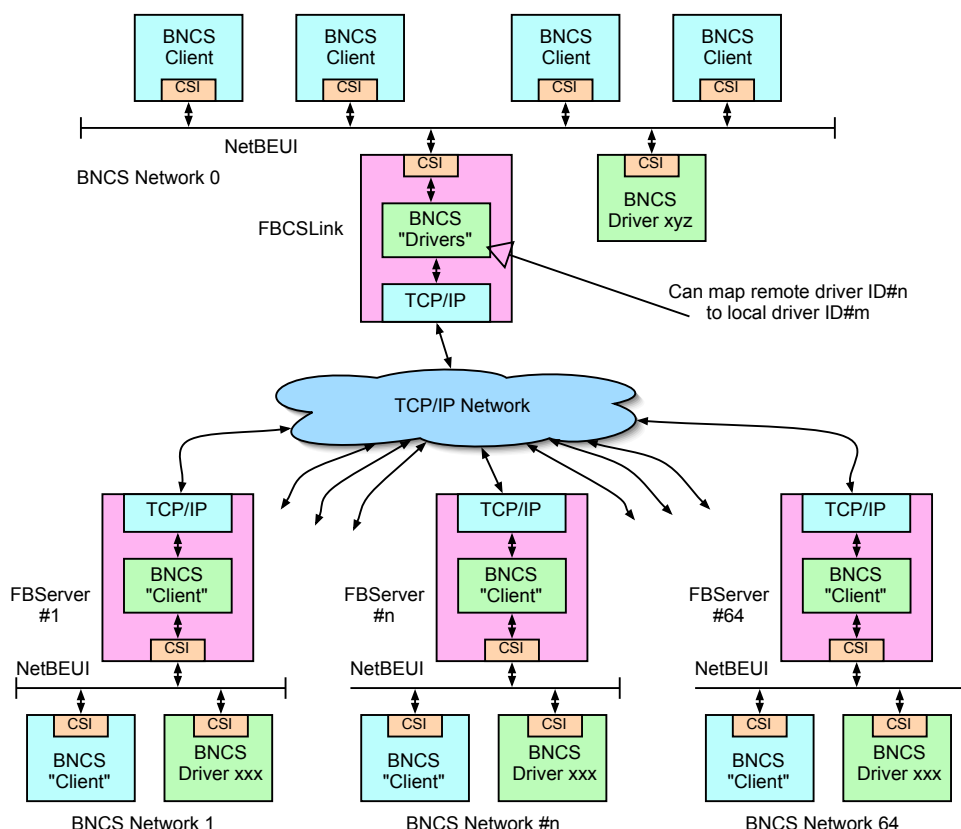 BNCS
Client
CSI
BNCS
Client
CSI
BNCS
Client
CSI
BNCS
Client
CSI
NetBEUI
BNCS Network 0
CSI
BNCS
"Drivers"
TCP/IP
FBCSLink
CSI
BNCS
Driver xyz
Can map remote driver ID#n
to local driver ID#m
TCP/IP Network
TCP/IP
BNCS
"Client"
CSI
FBServer
#1
NetBEUI
CSI
BNCS
"Client"
CSI
BNCS
Driver xxx
BNCS Network 1
TCP/IP
BNCS
"Client"
CSI
FBServer
#n
NetBEUI
CSI
BNCS
"Client"
CSI
BNCS
Driver xxx
BNCS Network #n
TCP/IP
BNCS
"Client"
CSI
FBServer
#64
NetBEUI
CSI
BNCS
"Client"
CSI
BNCS
Driver xxx
BNCS Network 64